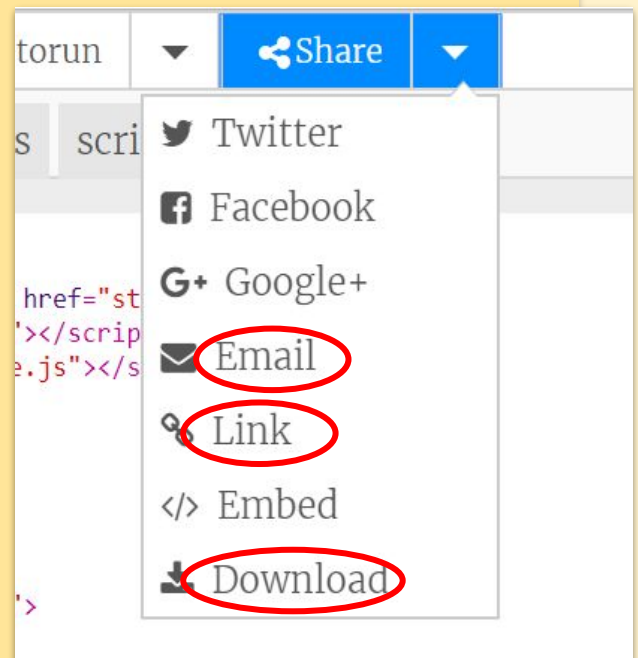 torun Share
s scri
Twitter
Facebook
G+ Google+
href="st
"></scrip
Email
e.js"></s
Link
</> Embed
Download
">